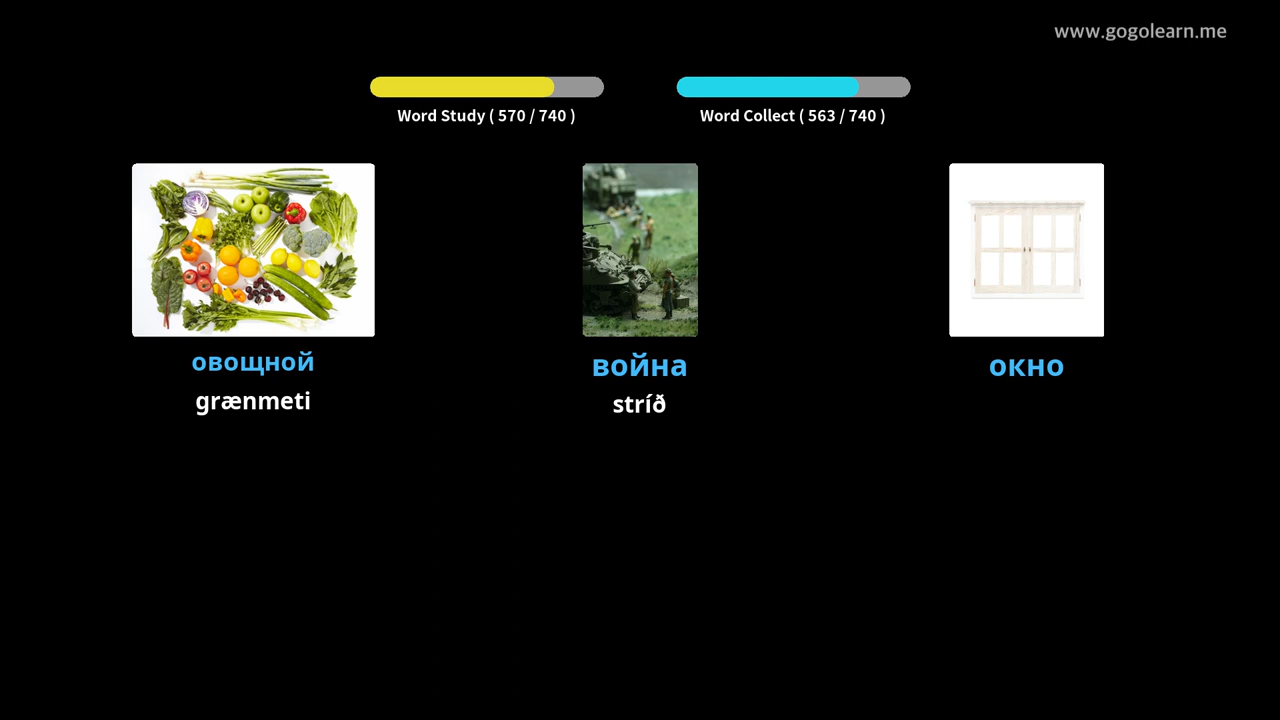 www.gogolearn.me
Word Study ( 570 / 740 )
Word Collect ( 563 / 740 )
овощной
война
окно
grænmeti
stríð